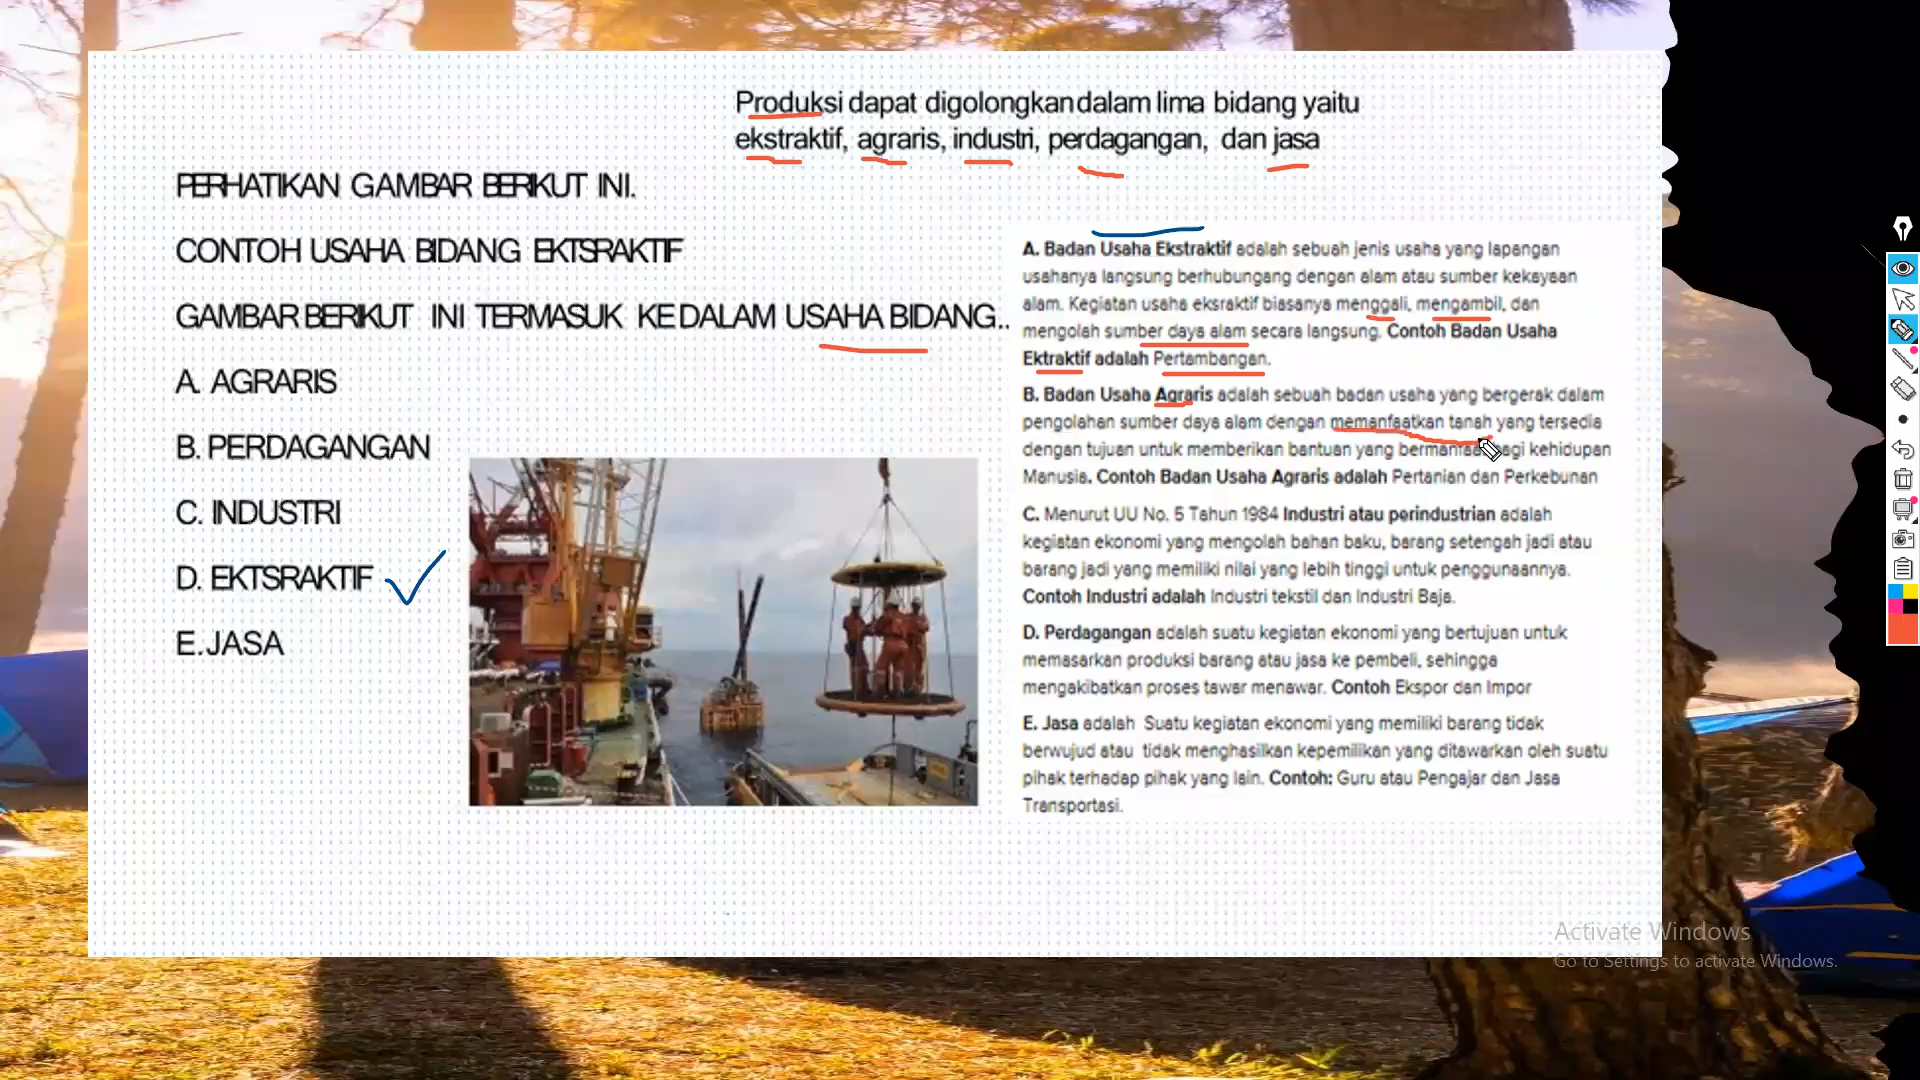 Produksi dapat digolongkan dalam lima bidang yaitu
ekstraktif, agraris, industri, perdagangan, dan jasa
PERHATIKAN GAMBAR BERIKUT INI.
CONTOH USAHA BIDANG EKTSRAKTIF
GAMBAR BERIKUT INI TERMASUK KEDALAM USAHA BIDANG..
A. AGRARIS
B. PERDAGANGAN
C. INDUSTRI
D. EKTSRAKTIF
E. JASA
A. Badan Usaha Ekstraktif adalah sebuah jenis usaha yang lapangan
usahanya langsung berhubungang dengan alam atau sumber kekayaan
alam. Kegiatan usaha eksraktif biasanya menggali, mengambil, dan
mengolah sumber daya alam secara langsung. Contoh Badan Usaha
Ektraktif adalah Pertambangan.
B. Badan Usaha Agraris adalah sebuah badan usaha yang bergerak dalam
pengolahan sumber daya alam dengan memanfaatkan tanah yang tersedia
dengan tujuan untuk memberikan bantuan yang kehidupan
Manusia. Contoh Badan Usaha Agraris adalah Pertanian dan Perkebunan
C. Menurut UU No. 5 Tahun 1984 Industri atau perindustrian adalah
kegiatan ekonomi yang mengolah bahan baku, barang setengah jadi atau
barang jadi yang memiliki nilai yang lebih tinggi untuk penggunaannya.
Contoh Industri adalah Industri tekstil dan Industri Baja.
D. Perdagangan adalah suatu kegiatan ekonomi yang bertujuan untuk
memasarkan produksi barang atau jasa ke pembeli, sehingga
mengakibatkan proses tawar menawar. Contoh Ekspor dan Impor
E. Jasa adalah Suatu kegiatan ekonomi yang memiliki barang tidak
berwujud atau tidak menghasilkan kepemilikan yang ditawarkan oleh suatu
pihak terhadap pihak yang lain. Contoh: Guru atau Pengajar dan Jasa
Transportasi.
Activate Windows
Go to Settings to activate Windows.